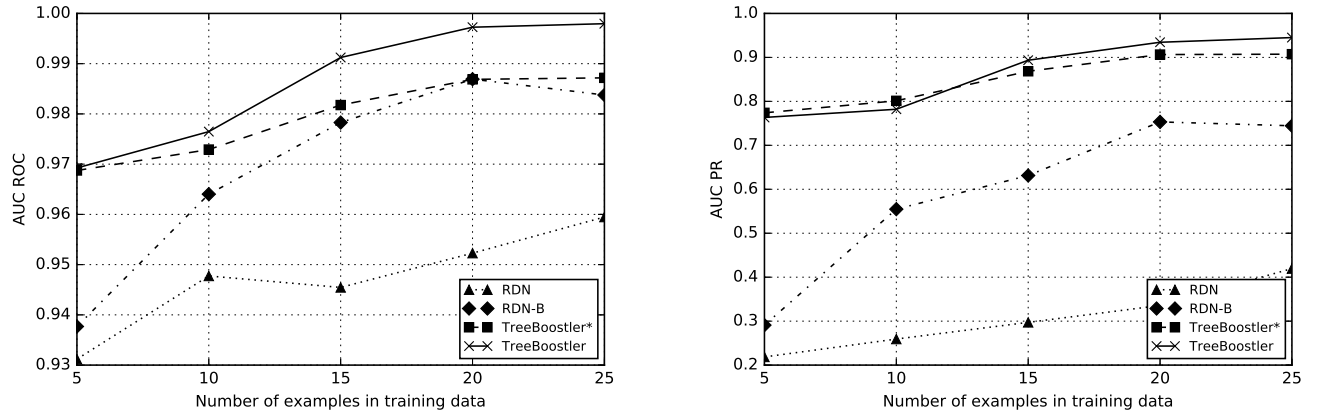 AUC ROC
1.00
0.99
0.98
0.97
0.96
0.95
0.94
0.93
5 10 15 20 25
Number of examples in training data
RDN
RDN-B
TreeBoostler*
TreeBoostler
AUC PR
1.0
0.9
0.8
0.7
0.6
0.5
0.4
0.3
0.2
5 10 15 20 25
Number of examples in training data
RDN
RDN-B
TreeBoostler*
TreeBoostler